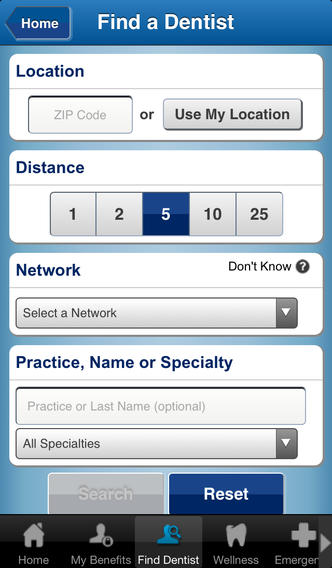 Home
Find a Dentist
Location
ZIP Code or Use My Location
Distance
1 2 5 10 25
Network Don't Know ?
Select a Network
Practice, Name or Specialty
Practice or Last Name (optional)
All Specialties
Search Reset
Home My Benefits Find Dentist Wellness Emergen